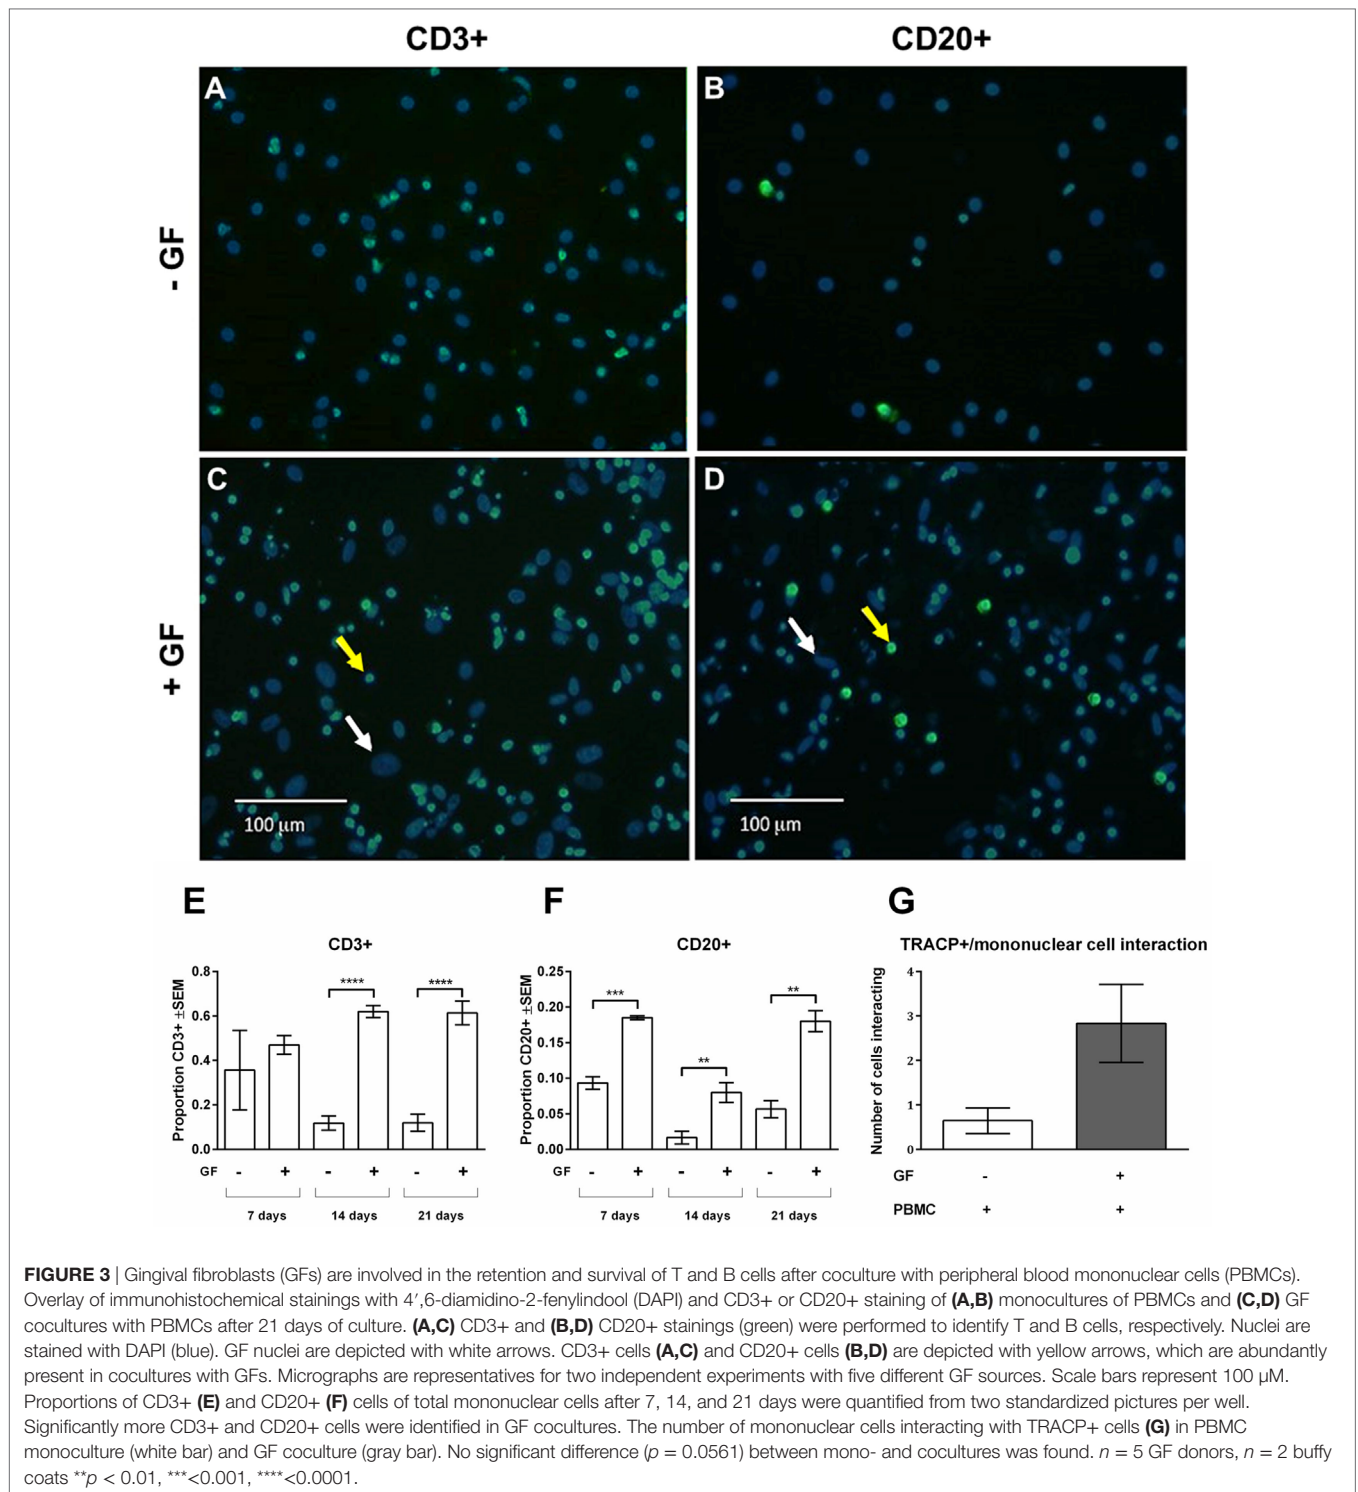 CD3+ CD20+
A B
- GF
C D
+ GF
100 µm 100 µm
E F G
CD3+ CD20+ TRACP+/mononuclear cell interaction
Proportion CD3+ ±SEM
0.8
0.6
0.4
0.2
0.0
**** ****
GF - + - + - +
7 days 14 days 21 days
Proportion CD20+ ±SEM
0.25
0.20
0.15
0.10
0.05
0.00
*** ** **
GF - + - + - +
7 days 14 days 21 days
Number of cells interacting
4
3
2
1
0
GF - +
PBMC + +
FIGURE 3 | Gingival fibroblasts (GFs) are involved in the retention and survival of T and B cells after coculture with peripheral blood mononuclear cells (PBMCs).
Overlay of immunohistochemical stainings with 4′,6-diamidino-2-fenylindool (DAPI) and CD3+ or CD20+ staining of (A,B) monocultures of PBMCs and (C,D) GF
cocultures with PBMCs after 21 days of culture. (A,C) CD3+ and (B,D) CD20+ stainings (green) were performed to identify T and B cells, respectively. Nuclei are
stained with DAPI (blue). GF nuclei are depicted with white arrows. CD3+ cells (A,C) and CD20+ cells (B,D) are depicted with yellow arrows, which are abundantly
present in cocultures with GFs. Micrographs are representatives for two independent experiments with five different GF sources. Scale bars represent 100 µM.
Proportions of CD3+ (E) and CD20+ (F) cells of total mononuclear cells after 7, 14, and 21 days were quantified from two standardized pictures per well.
Significantly more CD3+ and CD20+ cells were identified in GF cocultures. The number of mononuclear cells interacting with TRACP+ cells (G) in PBMC
monoculture (white bar) and GF coculture (gray bar). No significant difference (p = 0.0561) between mono- and cocultures was found. n = 5 GF donors, n = 2 buffy
coats **p < 0.01, ***<0.001, ****<0.0001.